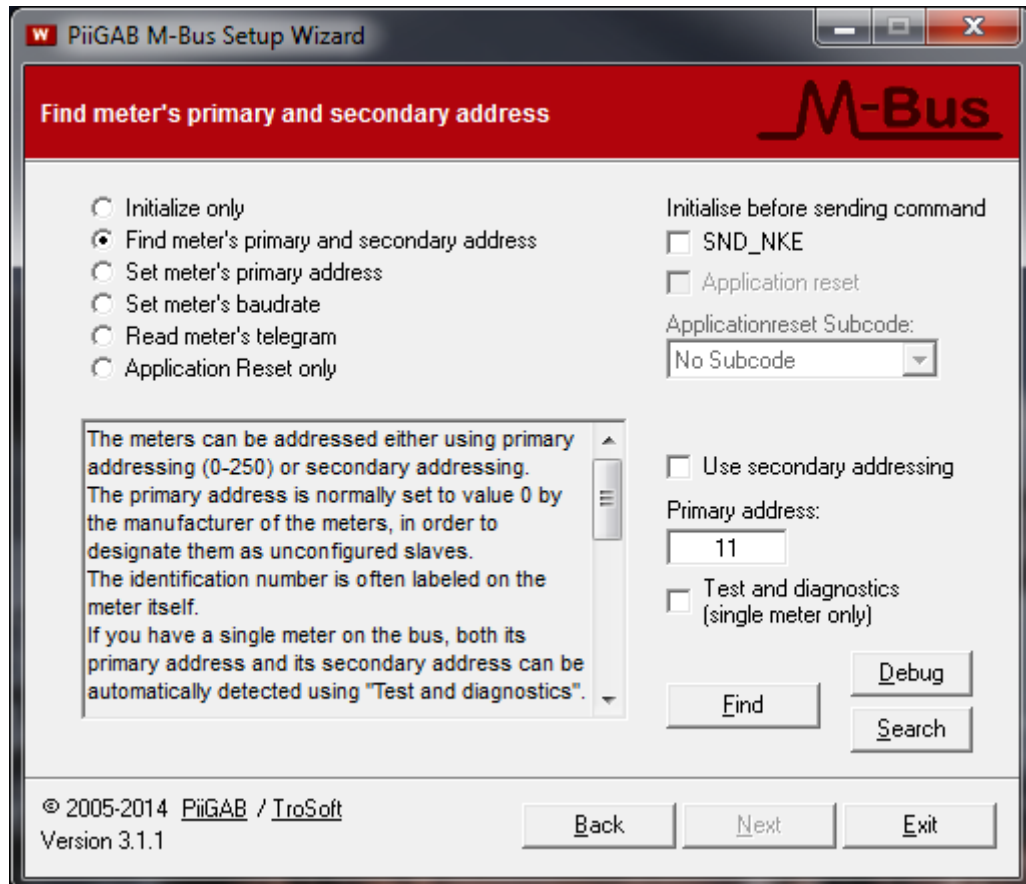 W PiiGAB M-Bus Setup Wizard
Find meter's primary and secondary address
M-Bus
Initialize only
Find meter's primary and secondary address
Set meter's primary address
Set meter's baudrate
Read meter's telegram
Application Reset only
Initialise before sending command
SND_NKE
Application reset
Applicationreset Subcode:
No Subcode
The meters can be addressed either using primary
addressing (0-250) or secondary addressing.
The primary address is normally set to value 0 by
the manufacturer of the meters, in order to
designate them as unconfigured slaves.
The identification number is often labeled on the
meter itself.
If you have a single meter on the bus, both its
primary address and its secondary address can be
automatically detected using "Test and diagnostics".
Use secondary addressing
Primary address:
11
Test and diagnostics
(single meter only)
Debug
Find
Search
© 2005-2014 PiiGAB / TroSoft
Version 3.1.1
Back
Next
Exit